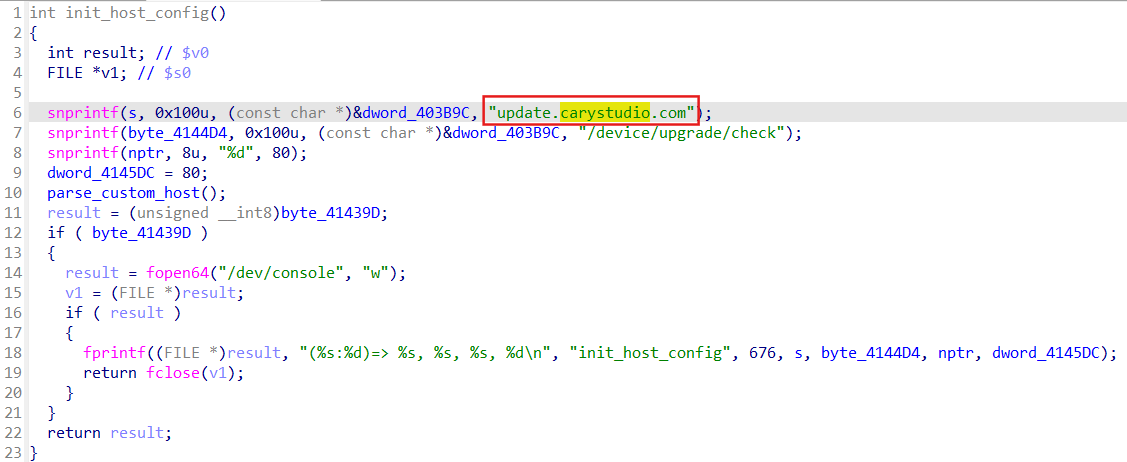 1 int init_host_config()
2 {
3   int result; // $v0
4   FILE *v1; // $s0
5
6   snprintf(s, 0x100u, (const char *)&dword_403B9C, "update.carystudio.com");
7   snprintf(byte_4144D4, 0x100u, (const char *)&dword_403B9C, "/device/upgrade/check");
8   snprintf(nptr, 8u, "%d", 80);
9   dword_4145DC = 80;
10   parse_custom_host();
11   result = (unsigned __int8)byte_41439D;
12   if ( byte_41439D )
13   {
14     result = fopen64("/dev/console", "w");
15     v1 = (FILE *)result;
16     if ( result )
17     {
18       fprintf((FILE *)result, "(%s:%d)=> %s, %s, %s, %d\n", "init_host_config", 676, s, byte_4144D4, nptr, dword_4145DC);
19       return fclose(v1);
20     }
21   }
22   return result;
23 }